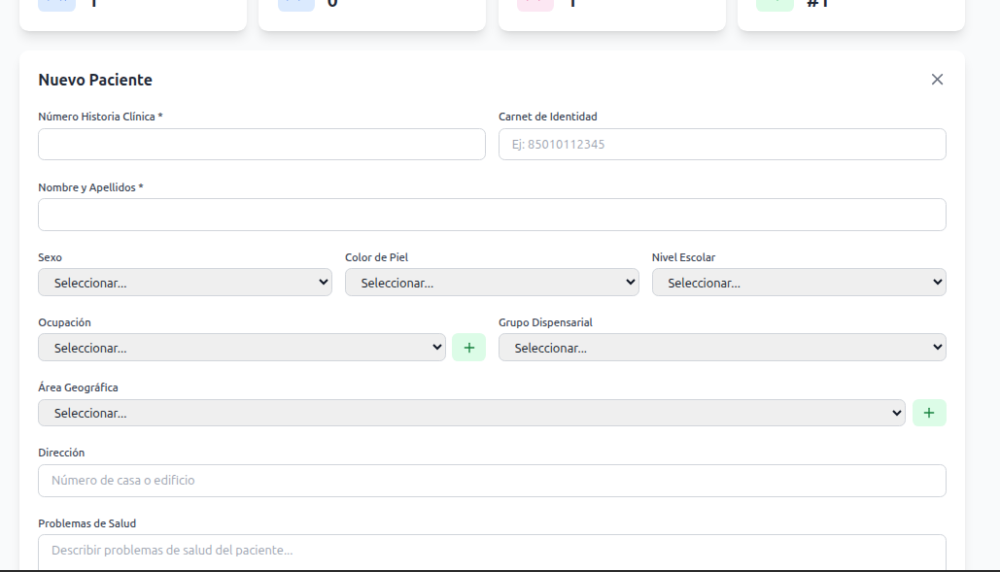 1 0 1 #1
Nuevo Paciente
Número Historia Clínica * Carnet de Identidad
Ej: 85010112345
Nombre y Apellidos *
Sexo Color de Piel Nivel Escolar
Seleccionar... Seleccionar... Seleccionar...
Ocupación Grupo Dispensarial
Seleccionar... + Seleccionar...
Área Geográfica
Seleccionar... +
Dirección
Número de casa o edificio
Problemas de Salud
Describir problemas de salud del paciente...